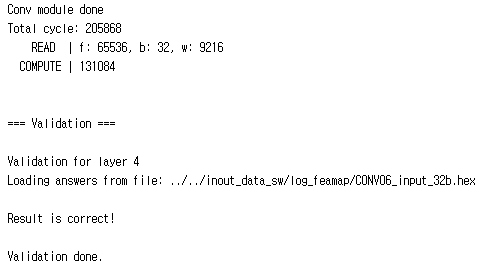 Conv module done
Total cycle: 205868
READ | f: 65536, b: 32, w: 9216
COMPUTE | 131084
=== Validation ===
Validation for layer 4
Loading answers from file: ../../inout_data_sw/log_feamap/CONV06_input_32b.hex
Result is correct!
Validation done.